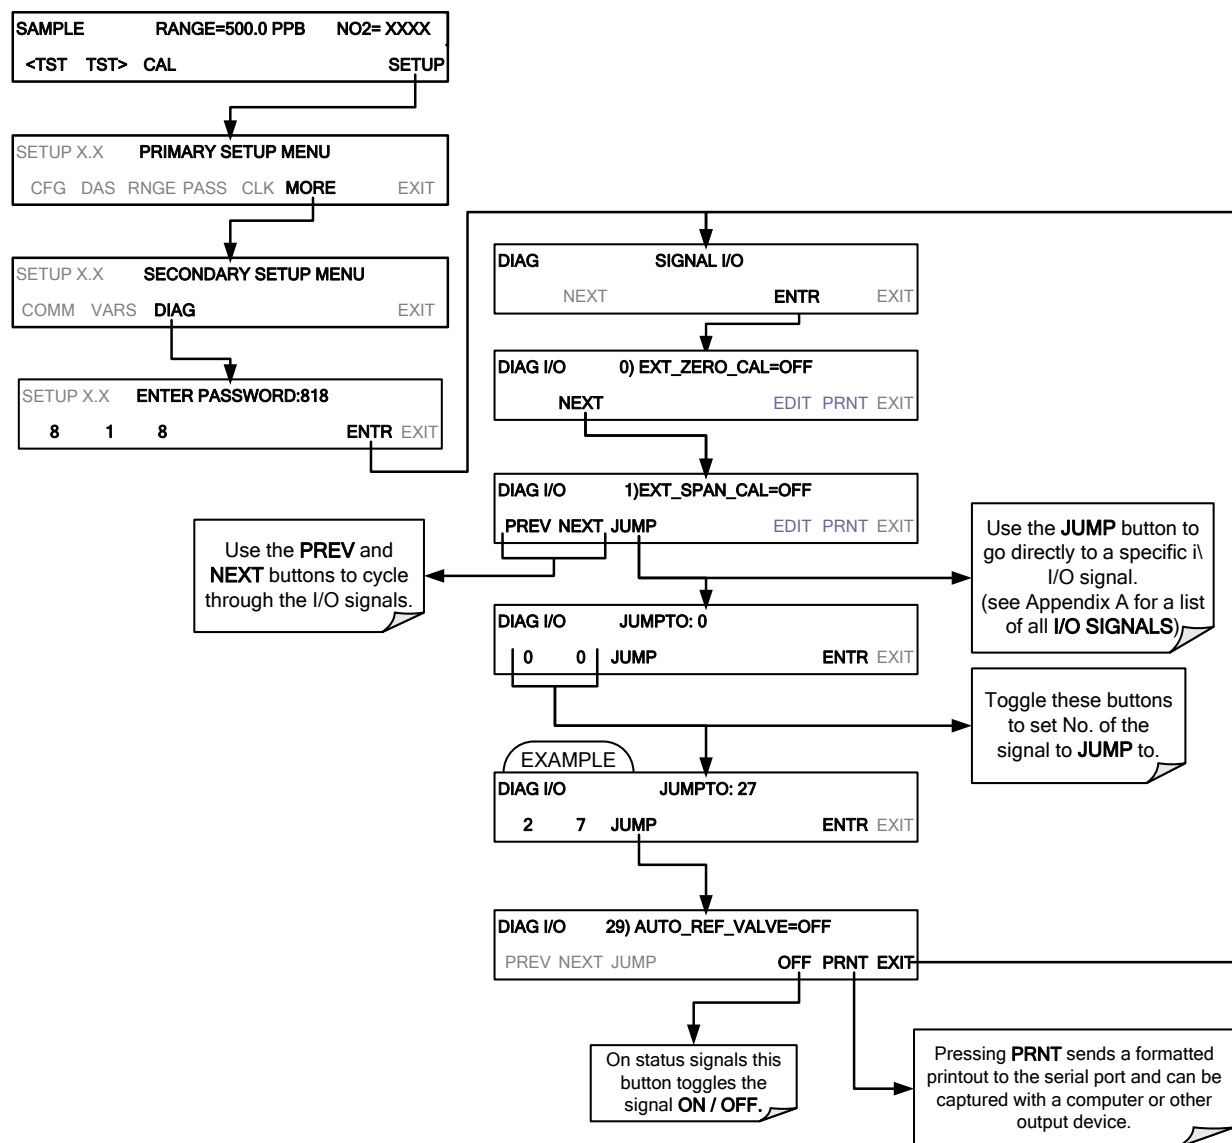 SAMPLE RANGE=500.0 PPB NO2= XXXX
<TST TST> CAL SETUP
SETUP X.X PRIMARY SETUP MENU
CFG DAS RNGE PASS CLK MORE EXIT
SETUP X.X SECONDARY SETUP MENU
COMM VARS DIAG EXIT
SETUP X.X ENTER PASSWORD:818
8 1 8 ENTR EXIT
DIAG SIGNAL I/O
NEXT ENTR EXIT
DIAG I/O 0) EXT_ZERO_CAL=OFF
NEXT EDIT PRNT EXIT
DIAG I/O 1)EXT_SPAN_CAL=OFF
PREV NEXT JUMP EDIT PRNT EXIT
Use the PREV and
NEXT buttons to cycle
through the I/O signals.
Use the JUMP button to
go directly to a specific i\
I/O signal.
(see Appendix A for a list
of all I/O SIGNALS)
DIAG I/O JUMPTO: 0
0 0 JUMP ENTR EXIT
Toggle these buttons
to set No. of the
signal to JUMP to.
EXAMPLE
DIAG I/O JUMPTO: 27
2 7 JUMP ENTR EXIT
DIAG I/O 29) AUTO_REF_VALVE=OFF
PREV NEXT JUMP OFF PRNT EXIT
On status signals this
button toggles the
signal ON / OFF.
Pressing PRNT sends a formatted
printout to the serial port and can be
captured with a computer or other
output device.